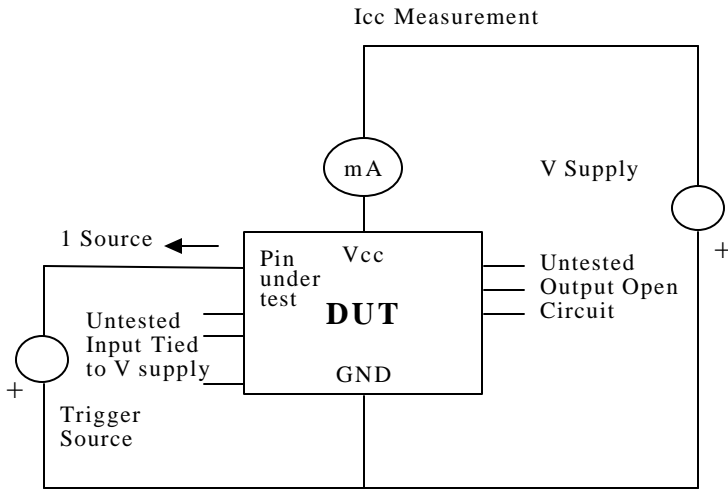 Icc Measurement
mA
V Supply
+
1 Source
Vcc
Pin
under
test
DUT
GND
Untested
Output Open
Circuit
Untested
Input Tied
to V supply
+
Trigger
Source